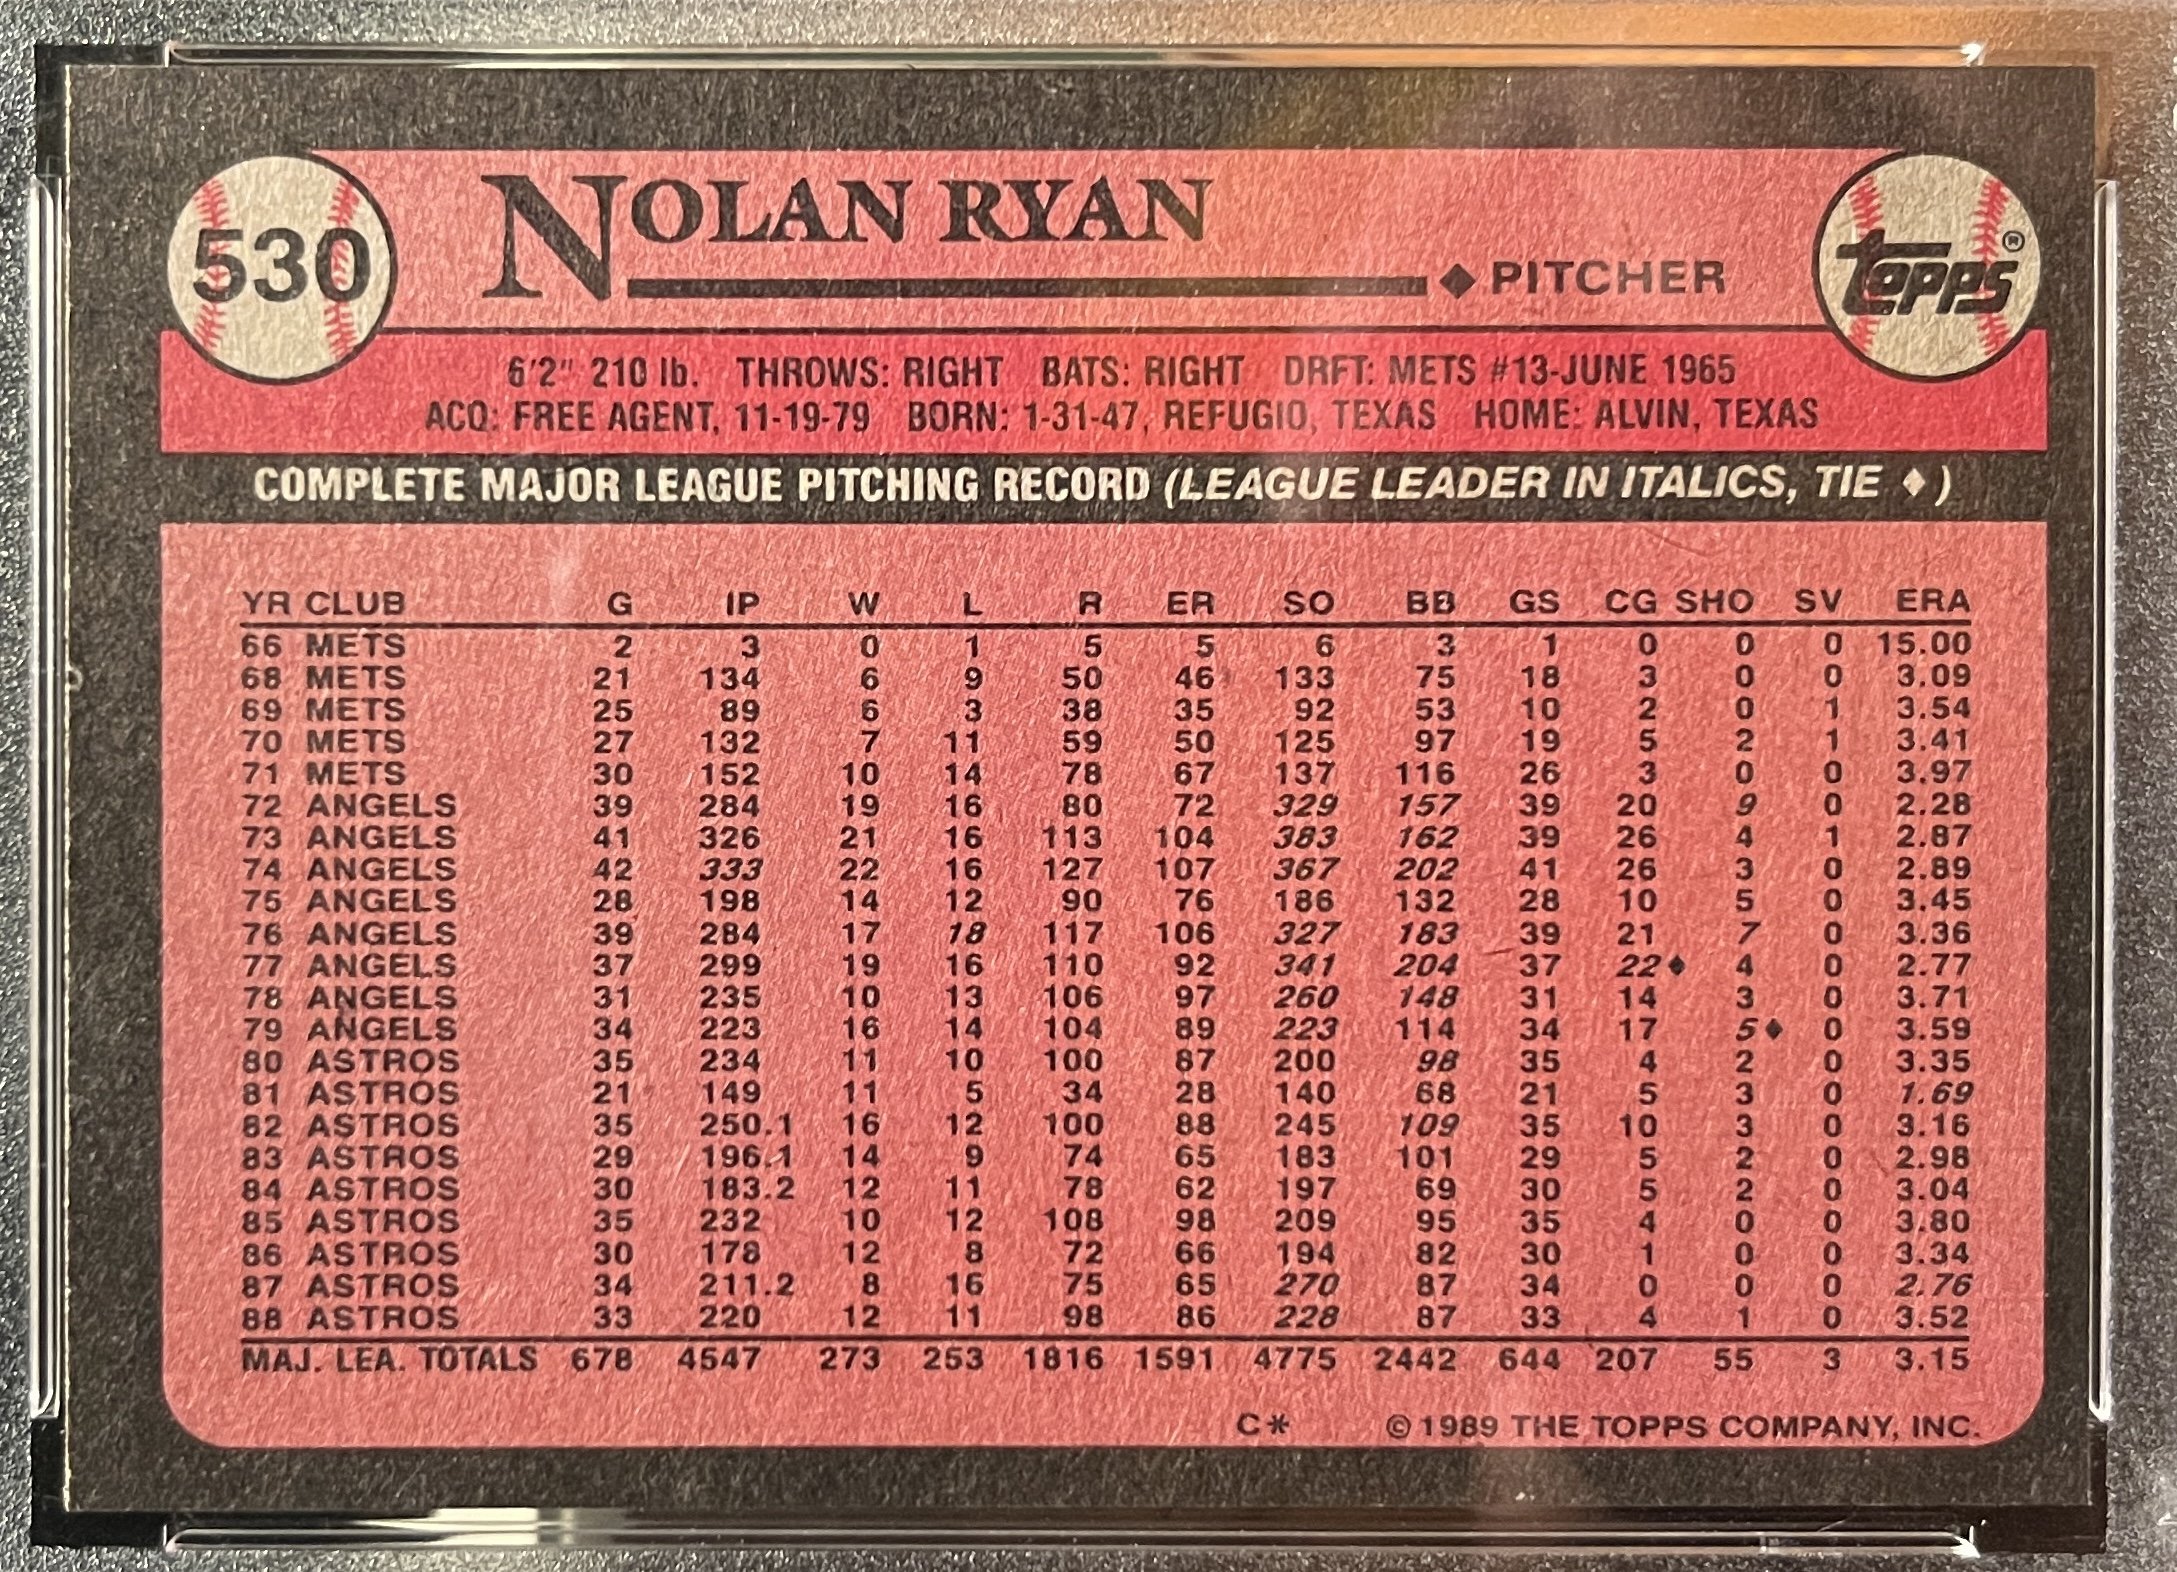 530
NOLAN RYAN
◆ PITCHER
topps®
6'2" 210 lb. THROWS: RIGHT BATS: RIGHT DRFT: METS #13-JUNE 1965
ACQ: FREE AGENT, 11-19-79 BORN: 1-31-47, REFUGIO, TEXAS HOME: ALVIN, TEXAS
COMPLETE MAJOR LEAGUE PITCHING RECORD (LEAGUE LEADER IN ITALICS, TIE ♦)
YR CLUB G IP W L R ER SO BB GS CG SHO SV ERA
66 METS 2 3 0 1 5 5 6 3 1 0 0 0 15.00
68 METS 21 134 6 9 50 46 133 75 18 3 0 0 3.09
69 METS 25 89 6 3 38 35 92 53 10 2 0 1 3.54
70 METS 27 132 7 11 59 50 125 97 19 5 2 1 3.41
71 METS 30 152 10 14 78 67 137 116 26 3 0 0 3.97
72 ANGELS 39 284 19 16 80 72 329 157 39 20 9 0 2.28
73 ANGELS 41 326 21 16 113 104 383 162 39 26 4 1 2.87
74 ANGELS 42 333 22 16 127 107 367 202 41 26 3 0 2.89
75 ANGELS 28 198 14 12 90 76 186 132 28 10 5 0 3.45
76 ANGELS 39 284 17 18 117 106 327 183 39 21 7 0 3.36
77 ANGELS 37 299 19 16 110 92 341 204 37 22♦ 4 0 2.77
78 ANGELS 31 235 10 13 106 97 260 148 31 14 3 0 3.71
79 ANGELS 34 223 16 14 104 89 223 114 34 17 5♦ 0 3.59
80 ASTROS 35 234 11 10 100 87 200 98 35 4 2 0 3.35
81 ASTROS 21 149 11 5 34 28 140 68 21 5 3 0 1.69
82 ASTROS 35 250.1 16 12 100 88 245 109 35 10 3 0 3.16
83 ASTROS 29 196.1 14 9 74 65 183 101 29 5 2 0 2.98
84 ASTROS 30 183.2 12 11 78 62 197 69 30 5 2 0 3.04
85 ASTROS 35 232 10 12 108 98 209 95 35 4 0 0 3.80
86 ASTROS 30 178 12 8 72 66 194 82 30 1 0 0 3.34
87 ASTROS 34 211.2 8 16 75 65 270 87 34 0 0 0 2.76
88 ASTROS 33 220 12 11 98 86 228 87 33 4 1 0 3.52
MAJ. LEA. TOTALS 678 4547 273 253 1816 1591 4775 2442 644 207 55 3 3.15
C* © 1989 THE TOPPS COMPANY, INC.